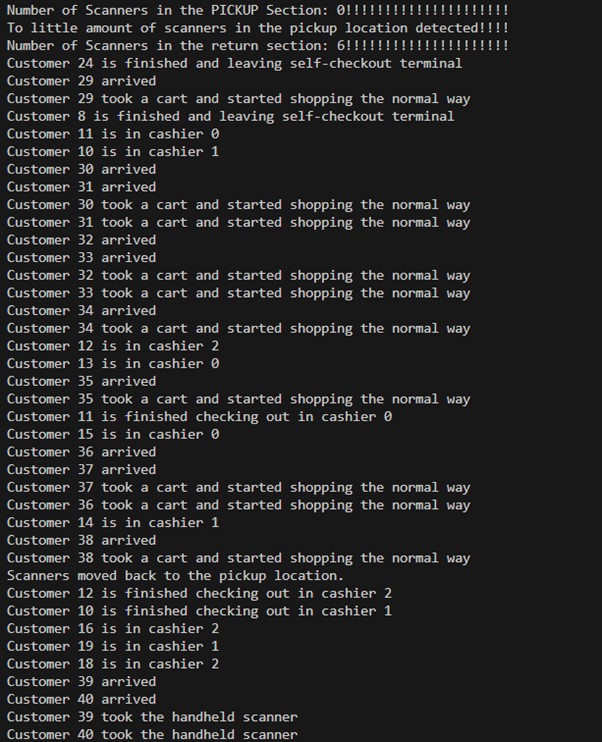 Number of Scanners in the PICKUP Section: 0!!!!!!!!!!!!!!!!!!!!!
To little amount of scanners in the pickup location detected!!!!
Number of Scanners in the return section: 6!!!!!!!!!!!!!!!!!!!!!
Customer 24 is finished and leaving self-checkout terminal
Customer 29 arrived
Customer 29 took a cart and started shopping the normal way
Customer 8 is finished and leaving self-checkout terminal
Customer 11 is in cashier 0
Customer 10 is in cashier 1
Customer 30 arrived
Customer 31 arrived
Customer 30 took a cart and started shopping the normal way
Customer 31 took a cart and started shopping the normal way
Customer 32 arrived
Customer 33 arrived
Customer 32 took a cart and started shopping the normal way
Customer 33 took a cart and started shopping the normal way
Customer 34 arrived
Customer 34 took a cart and started shopping the normal way
Customer 12 is in cashier 2
Customer 13 is in cashier 0
Customer 35 arrived
Customer 35 took a cart and started shopping the normal way
Customer 11 is finished checking out in cashier 0
Customer 15 is in cashier 0
Customer 36 arrived
Customer 37 arrived
Customer 37 took a cart and started shopping the normal way
Customer 36 took a cart and started shopping the normal way
Customer 14 is in cashier 1
Customer 38 arrived
Customer 38 took a cart and started shopping the normal way
Scanners moved back to the pickup location.
Customer 12 is finished checking out in cashier 2
Customer 10 is finished checking out in cashier 1
Customer 16 is in cashier 2
Customer 19 is in cashier 1
Customer 18 is in cashier 2
Customer 39 arrived
Customer 40 arrived
Customer 39 took the handheld scanner
Customer 40 took the handheld scanner